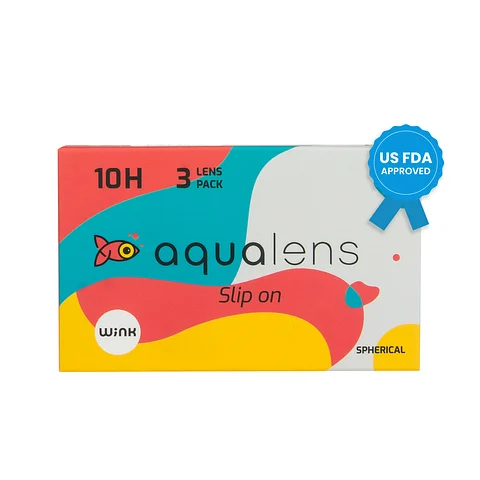 US FDA
APPROVED
10H
3 LENS
PACK
aqualens
Slip on
wink
SPHERICAL